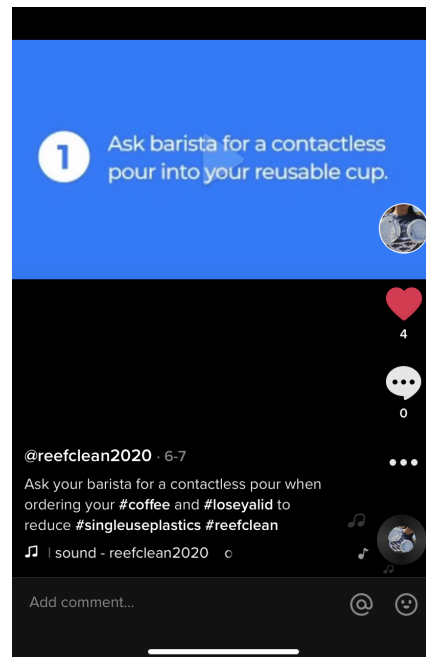 1
Ask barista for a contactless
pour into your reusable cup.
4
0
@reefclean2020 · 6-7
Ask your barista for a contactless pour when
ordering your #coffee and #loseyalid to
reduce #singleuseplastics #reefclean
sound - reefclean2020
Add comment...